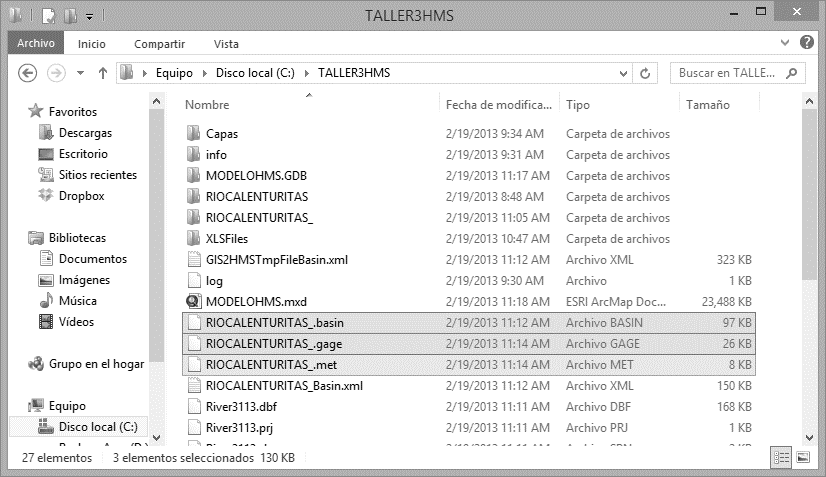 TALLER3HMS
Archivo Inicio Compartir Vista
Equipo Disco local (C:) TALLER3HMS Buscar en TALLE...
Favoritos
Descargas
Escritorio
Sitios recientes
Dropbox
Bibliotecas
Documentos
Imágenes
Música
Vídeos
Grupo en el hogar
Equipo
Disco local (C:)
Nombre Fecha de modifica... Tipo Tamaño
Capas 2/19/2013 9:34 AM Carpeta de archivos
info 2/19/2013 9:31 AM Carpeta de archivos
MODELOHMS.GDB 2/19/2013 11:17 AM Carpeta de archivos
RIOCALENTURITAS 2/19/2013 8:48 AM Carpeta de archivos
RIOCALENTURITAS_ 2/19/2013 11:05 AM Carpeta de archivos
XLSFiles 2/19/2013 10:47 AM Carpeta de archivos
GIS2HMSTmpFileBasin.xml 2/19/2013 11:12 AM Archivo XML 323 KB
log 2/19/2013 9:30 AM Archivo 1 KB
MODELOHMS.mxd 2/19/2013 11:18 AM ESRI ArcMap Doc... 23,488 KB
RIOCALENTURITAS_.basin 2/19/2013 11:12 AM Archivo BASIN 97 KB
RIOCALENTURITAS_.gage 2/19/2013 11:14 AM Archivo GAGE 26 KB
RIOCALENTURITAS_.met 2/19/2013 11:14 AM Archivo MET 8 KB
RIOCALENTURITAS_Basin.xml 2/19/2013 11:12 AM Archivo XML 150 KB
River3113.dbf 2/19/2013 11:11 AM Archivo DBF 168 KB
River3113.prj 2/19/2013 11:11 AM Archivo PRJ 1 KB
27 elementos 3 elementos seleccionados 130 KB